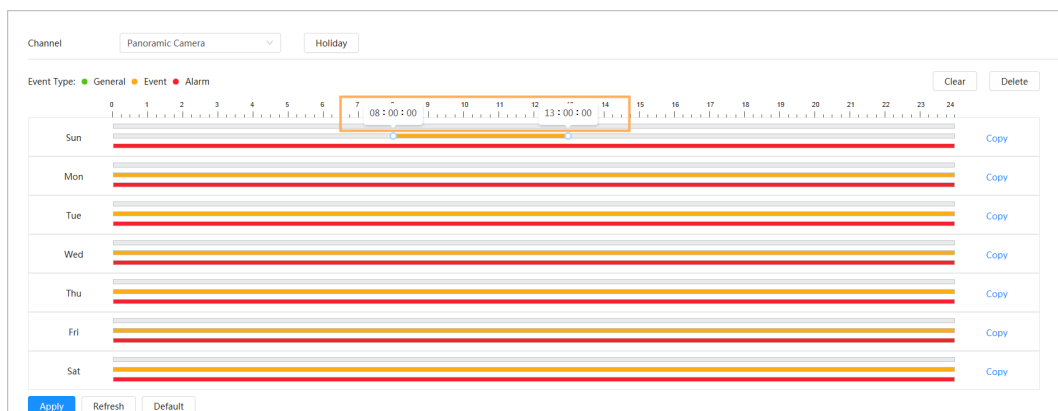 Channel Panoramic Camera Holiday
Event Type: General Event Alarm Clear Delete
0 1 2 3 4 5 6 7 9 10 11 12 14 15 16 17 18 19 20 21 22 23 24
08:00:00 13:00:00
Sun Copy
Mon Copy
Tue Copy
Wed Copy
Thu Copy
Fri Copy
Sat Copy
Apply Refresh Default